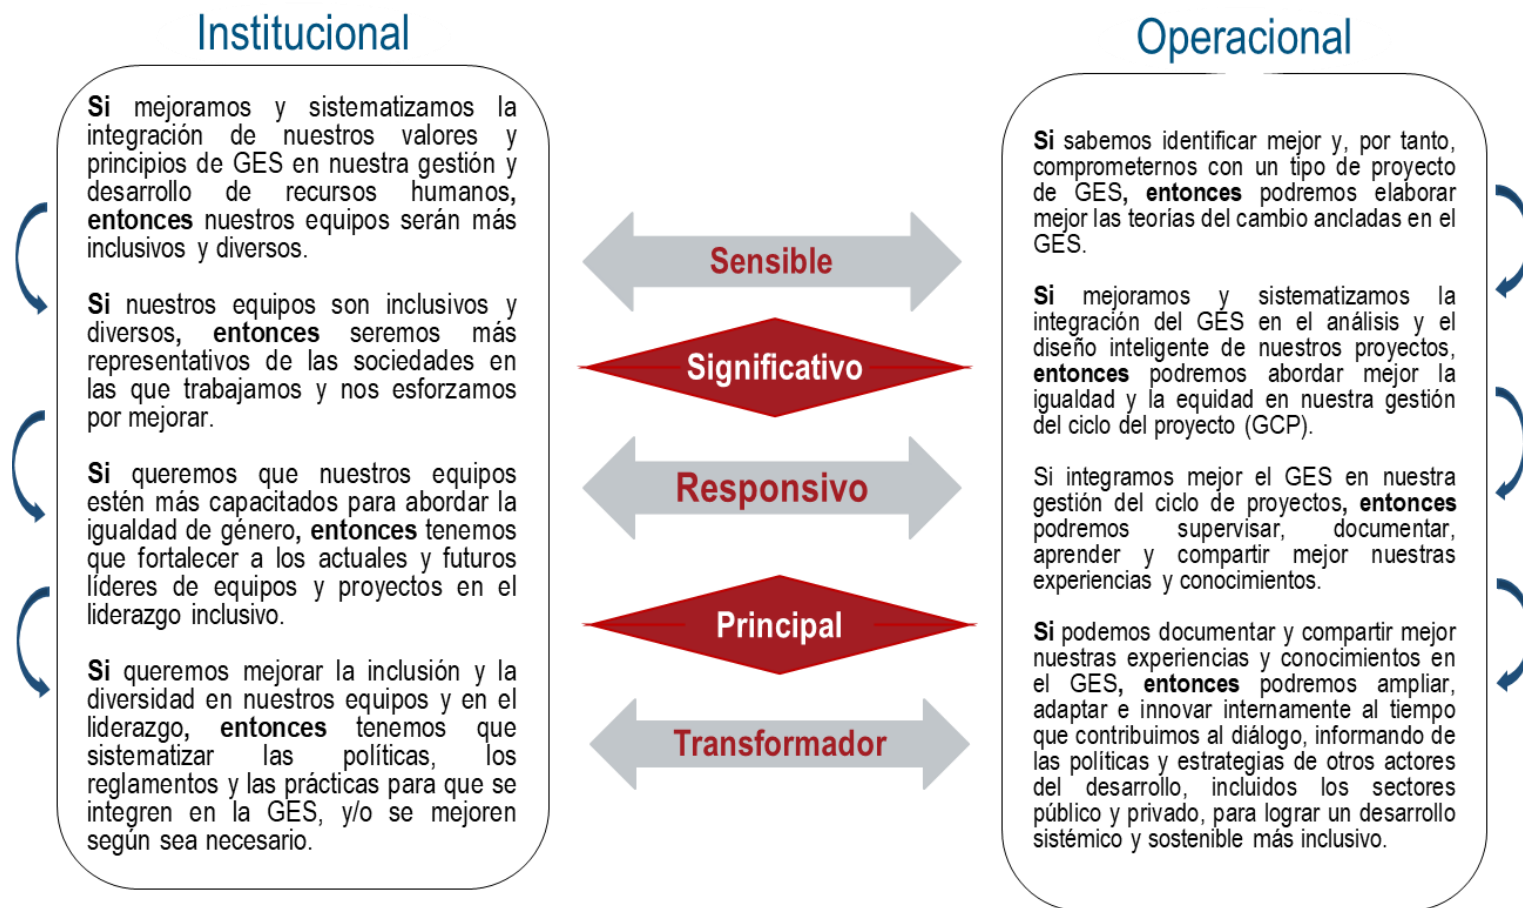 Institucional
Si mejoramos y sistematizamos la
integración de nuestros valores y
principios de GES en nuestra gestión y
desarrollo de recursos humanos,
entonces nuestros equipos serán más
inclusivos y diversos.
Si nuestros equipos son inclusivos y
diversos, entonces seremos más
representativos de las sociedades en
las que trabajamos y nos esforzamos
por mejorar.
Si queremos que nuestros equipos
estén más capacitados para abordar la
igualdad de género, entonces tenemos
que fortalecer a los actuales y futuros
líderes de equipos y proyectos en el
liderazgo inclusivo.
Si queremos mejorar la inclusión y la
diversidad en nuestros equipos y en el
liderazgo, entonces tenemos que
sistematizar las políticas, los
reglamentos y las prácticas para que se
integren en la GES, y/o se mejoren
según sea necesario.
Sensible
Significativo
Responsivo
Principal
Transformador
Operacional
Si sabemos identificar mejor y, por tanto,
comprometernos con un tipo de proyecto
de GES, entonces podremos elaborar
mejor las teorías del cambio ancladas en el
GES.
Si mejoramos y sistematizamos la
integración del GES en el análisis y el
diseño inteligente de nuestros proyectos,
entonces podremos abordar mejor la
igualdad y la equidad en nuestra gestión
del ciclo del proyecto (GCP).
Si integramos mejor el GES en nuestra
gestión del ciclo de proyectos, entonces
podremos supervisar, documentar,
aprender y compartir mejor nuestras
experiencias y conocimientos.
Si podemos documentar y compartir mejor
nuestras experiencias y conocimientos en
el GES, entonces podremos ampliar,
adaptar e innovar internamente al tiempo
que contribuimos al diálogo, informando de
las políticas y estrategias de otros actores
del desarrollo, incluidos los sectores
público y privado, para lograr un desarrollo
sistémico y sostenible más inclusivo.